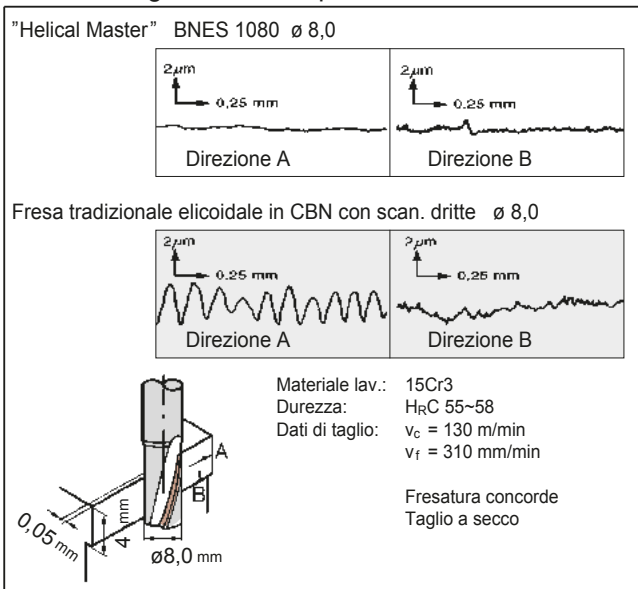 "Helical Master" BNES 1080 ø 8,0
2μm
0,25 mm
Direzione A
2μm
0,25 mm
Direzione B
Fresa tradizionale elicoidale in CBN con scan. dritte ø 8,0
2μm
0,25 mm
Direzione A
2μm
0,25 mm
Direzione B
Materiale lav.: 15Cr3
Durezza: HRC 55~58
Dati di taglio: vc = 130 m/min
vf = 310 mm/min
Fresatura concorde
Taglio a secco
A
B
0,05 mm
4 mm
ø8,0 mm